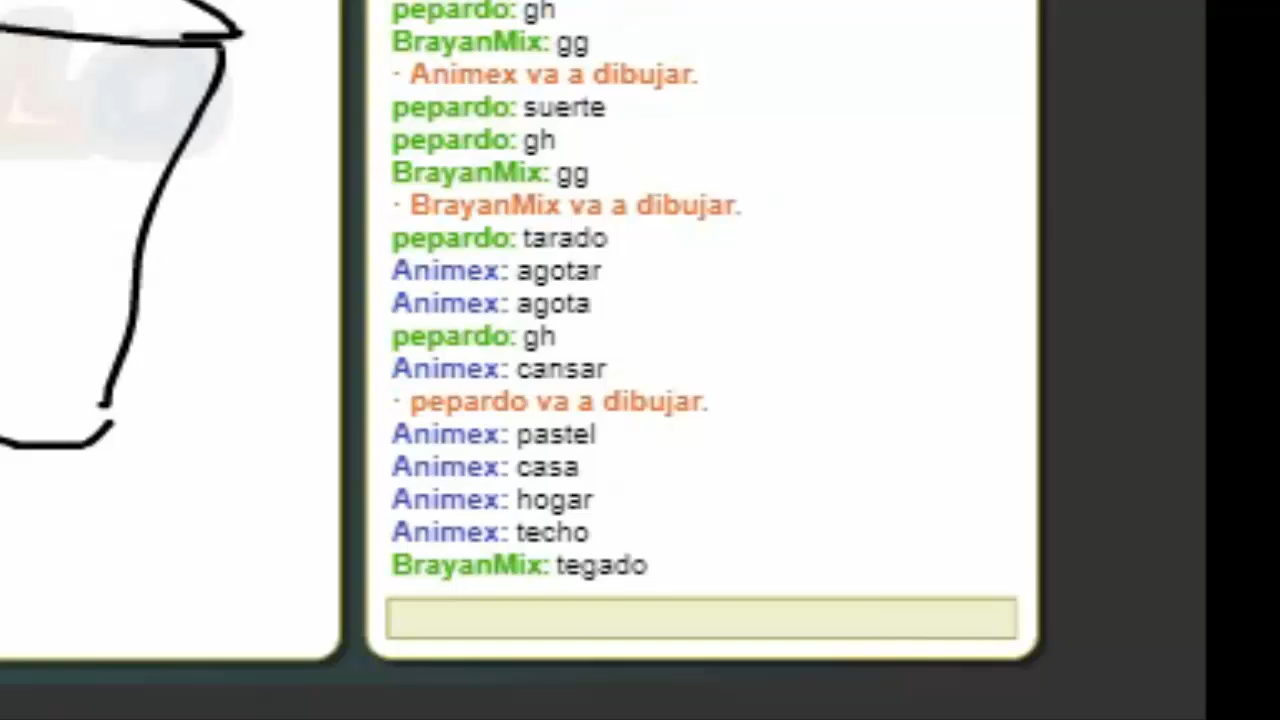 pepardo: gh
BrayanMix: gg
· Animex va a dibujar.
pepardo: suerte
pepardo: gh
BrayanMix: gg
· BrayanMix va a dibujar.
pepardo: tarado
Animex: agotar
Animex: agota
pepardo: gh
Animex: cansar
· pepardo va a dibujar.
Animex: pastel
Animex: casa
Animex: hogar
Animex: techo
BrayanMix: tegado